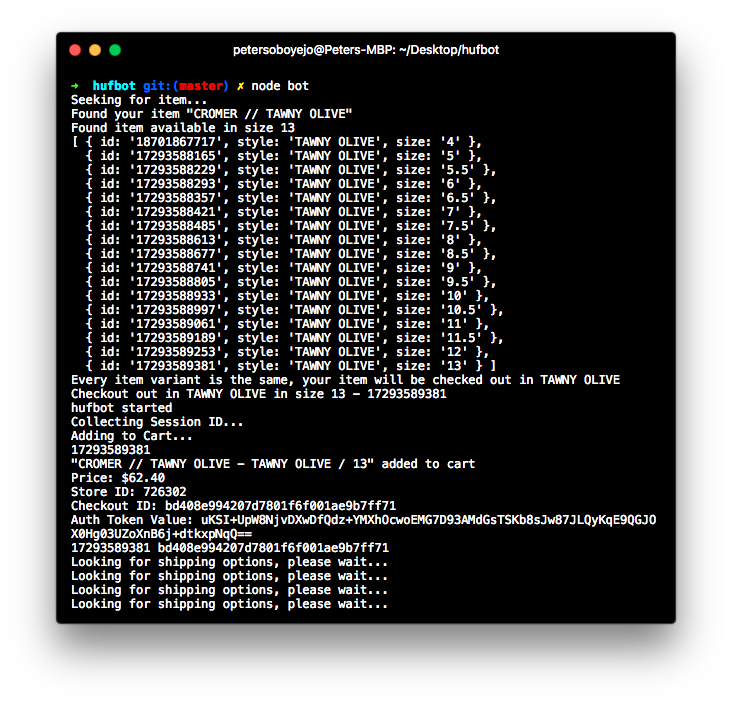 petersoboyejo@Peters-MBP: ~/Desktop/hufbot
➜  hufbot git:(master) ✗ node bot
Seeking for item...
Found your item "CROMER // TAWNY OLIVE"
Found item available in size 13
[ { id: '18701867717', style: 'TAWNY OLIVE', size: '4' },
  { id: '17293588165', style: 'TAWNY OLIVE', size: '5' },
  { id: '17293588229', style: 'TAWNY OLIVE', size: '5.5' },
  { id: '17293588293', style: 'TAWNY OLIVE', size: '6' },
  { id: '17293588357', style: 'TAWNY OLIVE', size: '6.5' },
  { id: '17293588421', style: 'TAWNY OLIVE', size: '7' },
  { id: '17293588485', style: 'TAWNY OLIVE', size: '7.5' },
  { id: '17293588613', style: 'TAWNY OLIVE', size: '8' },
  { id: '17293588677', style: 'TAWNY OLIVE', size: '8.5' },
  { id: '17293588741', style: 'TAWNY OLIVE', size: '9' },
  { id: '17293588805', style: 'TAWNY OLIVE', size: '9.5' },
  { id: '17293588933', style: 'TAWNY OLIVE', size: '10' },
  { id: '17293588997', style: 'TAWNY OLIVE', size: '10.5' },
  { id: '17293589061', style: 'TAWNY OLIVE', size: '11' },
  { id: '17293589189', style: 'TAWNY OLIVE', size: '11.5' },
  { id: '17293589253', style: 'TAWNY OLIVE', size: '12' },
  { id: '17293589381', style: 'TAWNY OLIVE', size: '13' } ]
Every item variant is the same, your item will be checked out in TAWNY OLIVE
Checkout out in TAWNY OLIVE in size 13 - 17293589381
hufbot started
Collecting Session ID...
Adding to Cart...
17293589381
"CROMER // TAWNY OLIVE - TAWNY OLIVE / 13" added to cart
Price: $62.40
Store ID: 726302
Checkout ID: bd408e994207d7801f6f001ae9b7ff71
Auth Token Value: uKSI+UpW8NjvDXwDfQdz+YMXhOcwoEMG7D93AMdGsTSKb8sJw87JLQyKqE9QGJO
X0Hg03UZoXnB6j+dtkxpNqQ==
17293589381 bd408e994207d7801f6f001ae9b7ff71
Looking for shipping options, please wait...
Looking for shipping options, please wait...
Looking for shipping options, please wait...
Looking for shipping options, please wait...